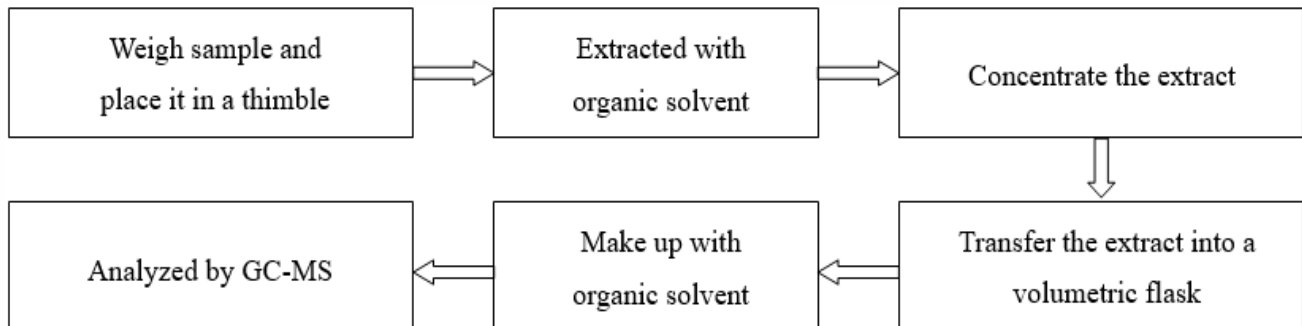 Weigh sample and
place it in a thimble
Extracted with
organic solvent
Concentrate the extract
Transfer the extract into a
volumetric flask
Make up with
organic solvent
Analyzed by GC-MS